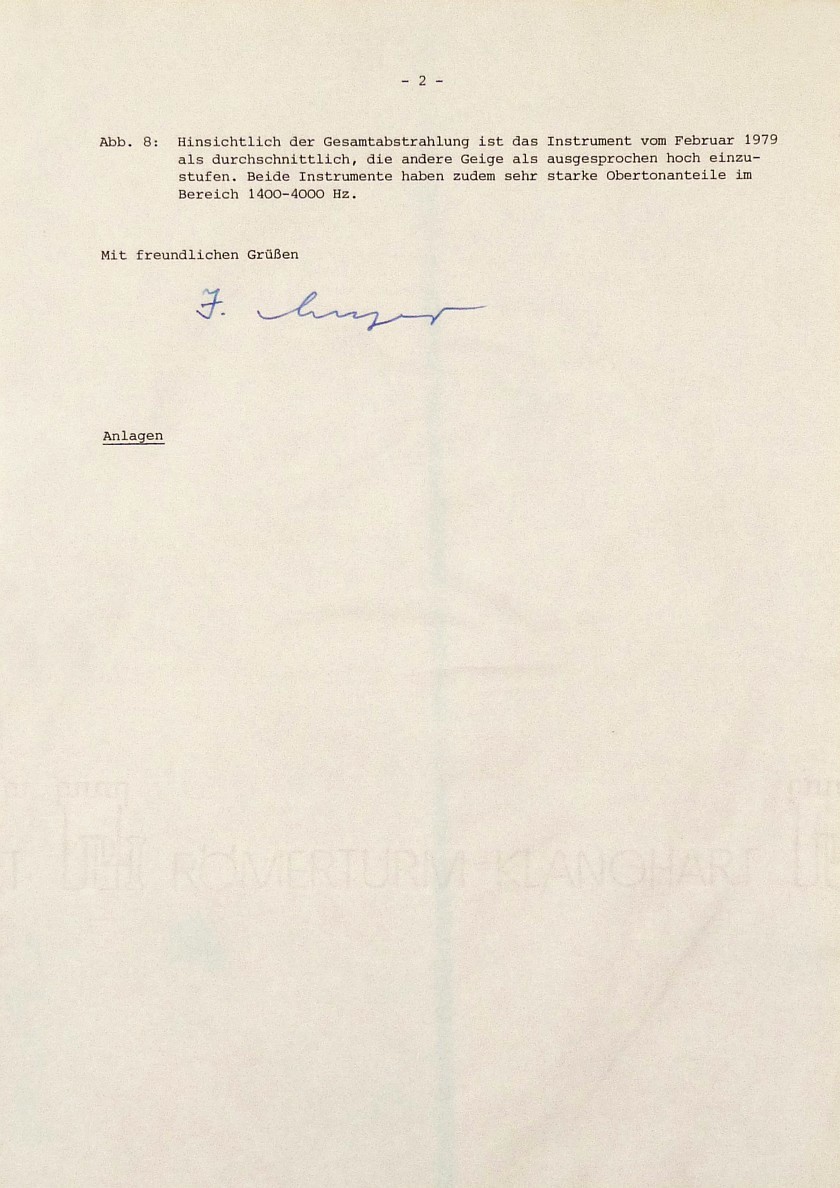 - 2 -
Abb. 8: Hinsichtlich der Gesamtabstrahlung ist das Instrument vom Februar 1979
als durchschnittlich, die andere Geige als ausgesprochen hoch einzu-
stufen. Beide Instrumente haben zudem sehr starke Obertonanteile im
Bereich 1400-4000 Hz.
Mit freundlichen Grüßen
J. Meyer
Anlagen
RÖMERTURM-KLANGHART